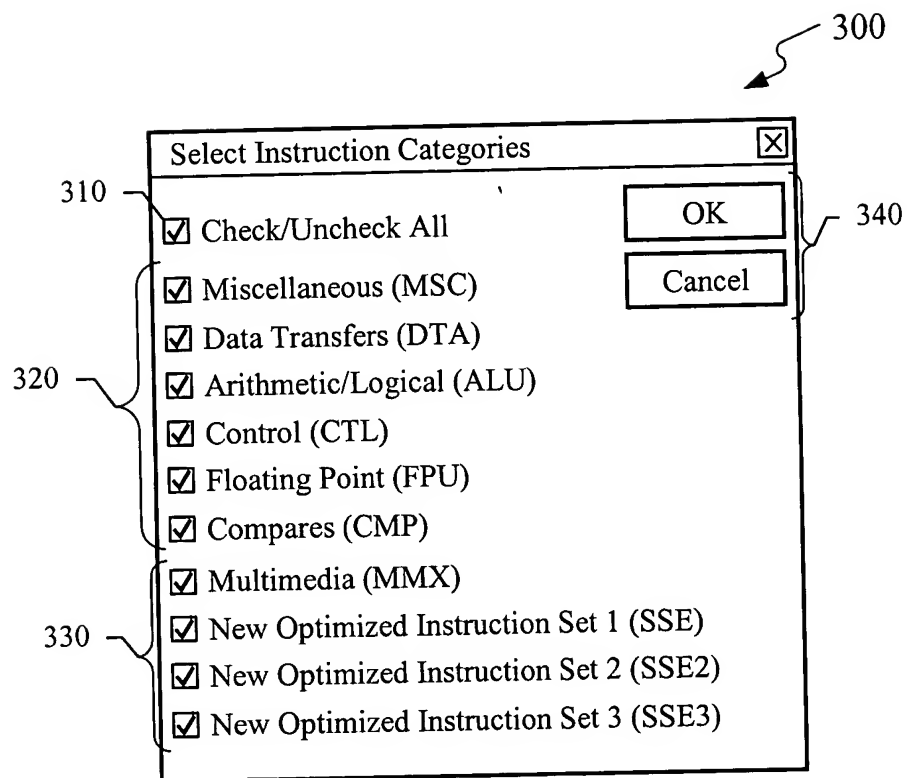 300
Select Instruction Categories
310
Check/Uncheck All
OK
340
Miscellaneous (MSC)
Cancel
Data Transfers (DTA)
320
Arithmetic/Logical (ALU)
Control (CTL)
Floating Point (FPU)
Compares (CMP)
Multimedia (MMX)
330
New Optimized Instruction Set 1 (SSE)
New Optimized Instruction Set 2 (SSE2)
New Optimized Instruction Set 3 (SSE3)